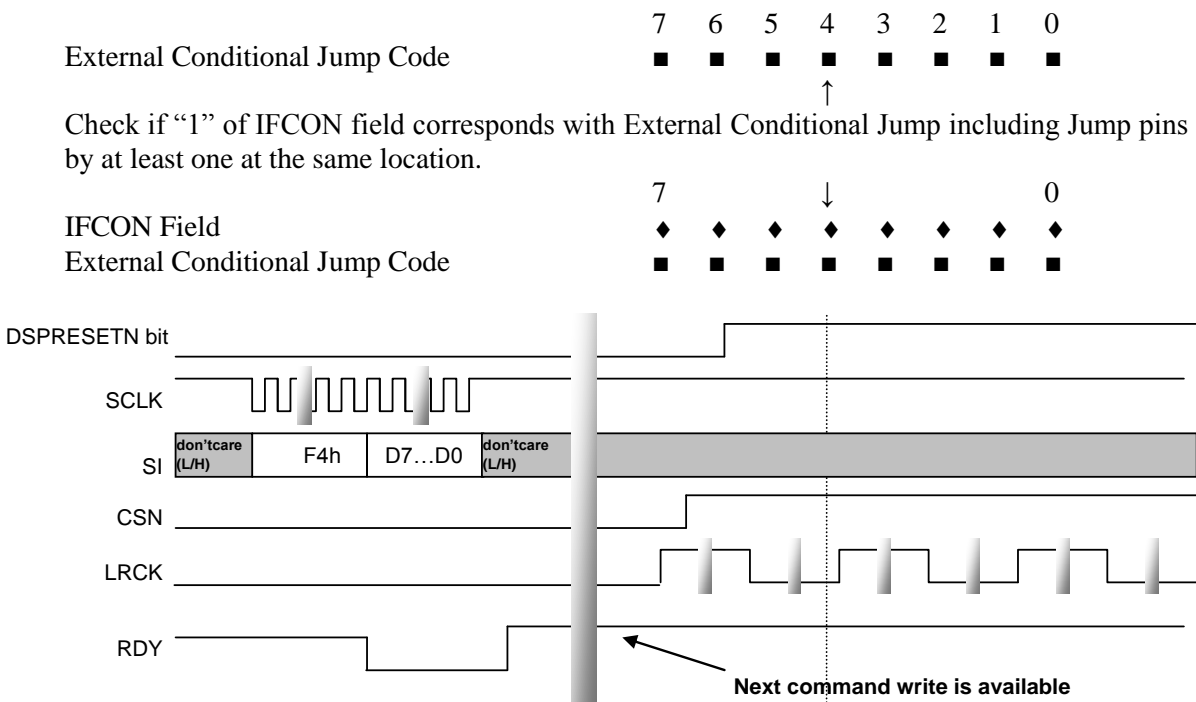 7 6 5 4 3 2 1 0
External Conditional Jump Code ■ ■ ■ ■ ■ ■ ■ ■
↑
Check if “1” of IFCON field corresponds with External Conditional Jump including Jump pins
by at least one at the same location.
7 ↓ 0
IFCON Field ♦ ♦ ♦ ♦ ♦ ♦ ♦ ♦
External Conditional Jump Code ■ ■ ■ ■ ■ ■ ■ ■
DSPRESETN bit
SCLK
SI don’tcare (L/H) F4h D7…D0 don’tcare (L/H)
CSN
LRCK
RDY
Next command write is available